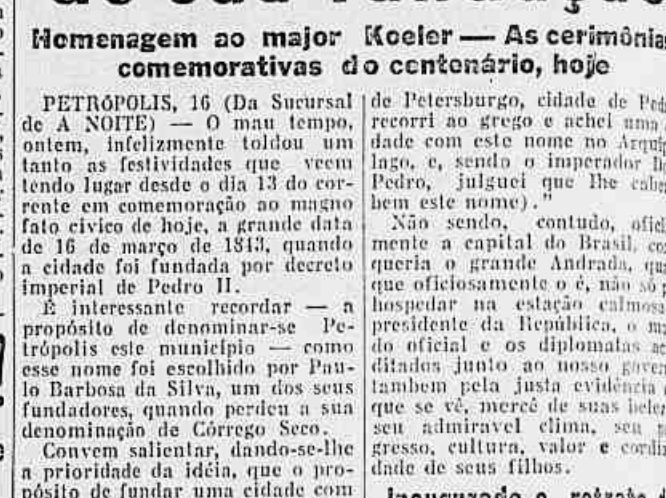 Homenagem ao major Koeler — As cerimônias
comemorativas do centenário, hoje
PETRÓPOLIS, 16 (Da Sucursal
de A NOITE) — O mau tempo,
ontem, infelizmente toldou um
tanto as festividades que veem
tendo lugar desde o dia 13 do cor-
rente em comemoração ao magno
fato civico de hoje, a grande data
de 16 de março de 1843, quando
a cidade foi fundada por decreto
imperial de Pedro II.
É interessante recordar — a
propósito de denominar-se Pe-
trópolis este município — como
esse nome foi escolhido por Pau-
lo Barbosa da Silva, um dos seus
fundadores, quando perdeu a sua
denominação de Córrego Seco.
Convem salientar, dando-se-lhe
a prioridade da idéia, que o pro-
pósito de fundar uma cidade com
de Petersburgo, cidade de
recorri ao grego e achei uma
dade com este nome no
lago, e, sendo o imperador
Pedro, julguei que lhe
bem este nome)."
Não sendo, contudo,
mente a capital do Brasil,
queria o grande Andrada,
que oficiosamente o é, não só
hospedar na estação calmosa
presidente da República, o
do oficial e os diplomatas
ditados junto ao nosso
tambem pela justa evidência
que se vê, mercê de suas
seu admiravel clima, seu
gresso, cultura, valor e
dade de seus filhos.